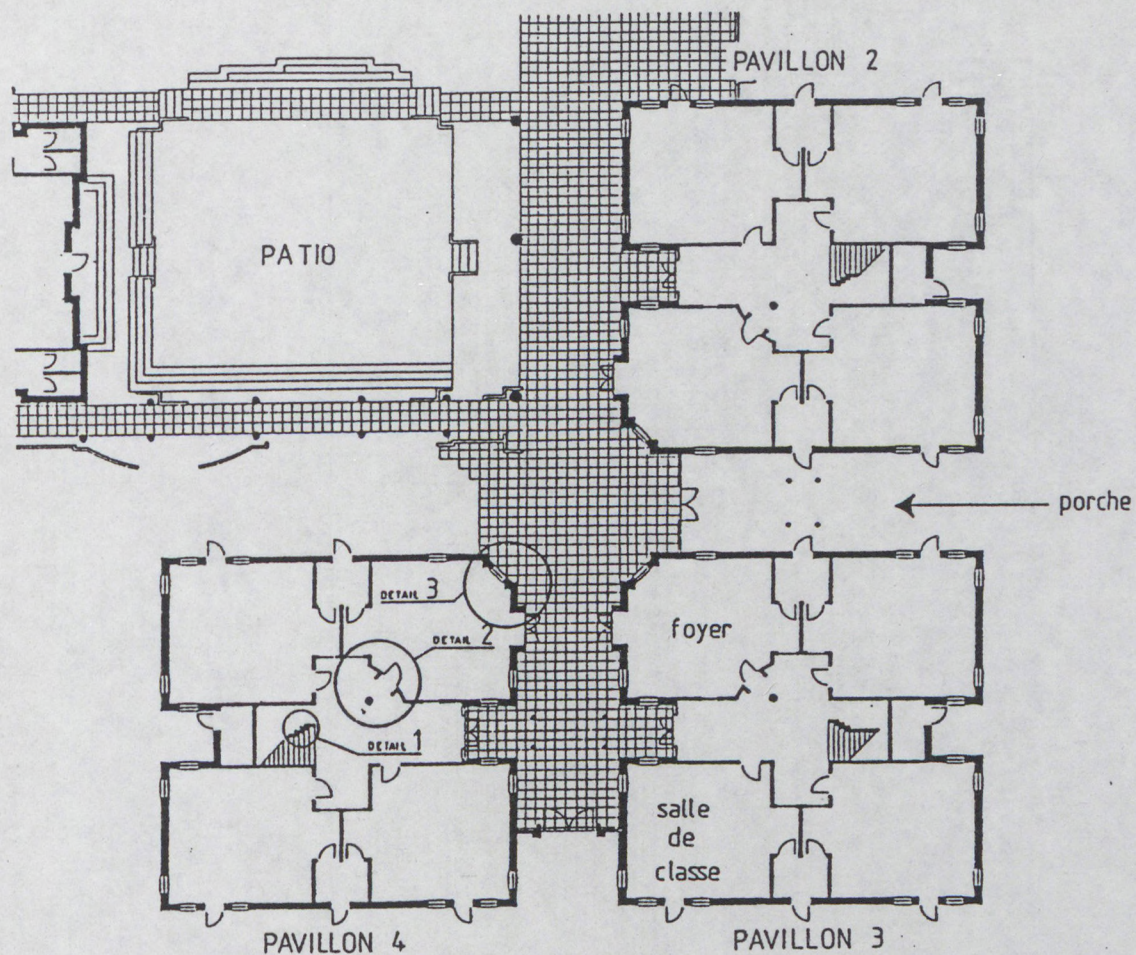 PAVILLON 2
PATIO
porche
DETAIL 3
foyer
DETAIL 2
DETAIL 1
salle
de
classe
PAVILLON 4
PAVILLON 3